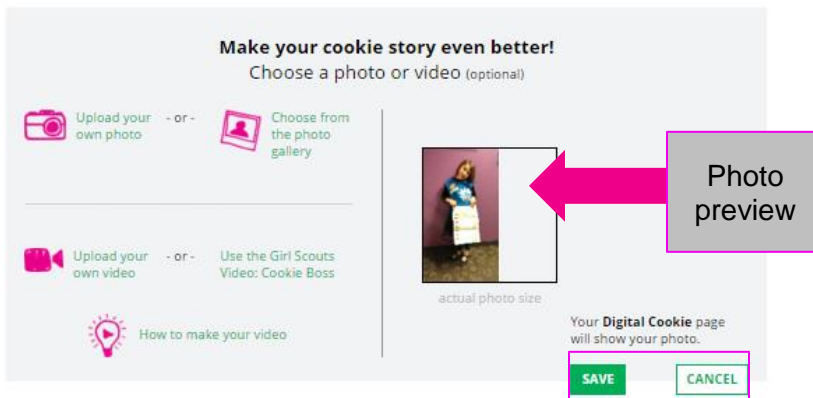 Make your cookie story even better!
Choose a photo or video (optional)
Upload your
own photo
- or -
Choose from
the photo
gallery
Upload your
own video
- or -
Use the Girl Scouts
Video: Cookie Boss
How to make your video
actual photo size
Photo
preview
Your Digital Cookie page
will show your photo.
SAVE
CANCEL